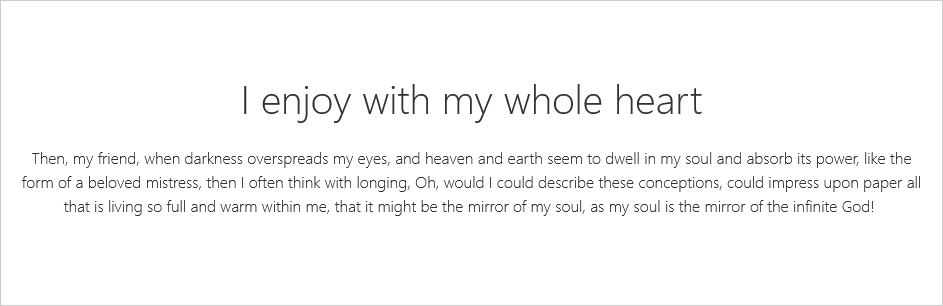 I enjoy with my whole heart
Then, my friend, when darkness overspreads my eyes, and heaven and earth seem to dwell in my soul and absorb its power, like the
form of a beloved mistress, then I often think with longing, Oh, would I could describe these conceptions, could impress upon paper all
that is living so full and warm within me, that it might be the mirror of my soul, as my soul is the mirror of the infinite God!